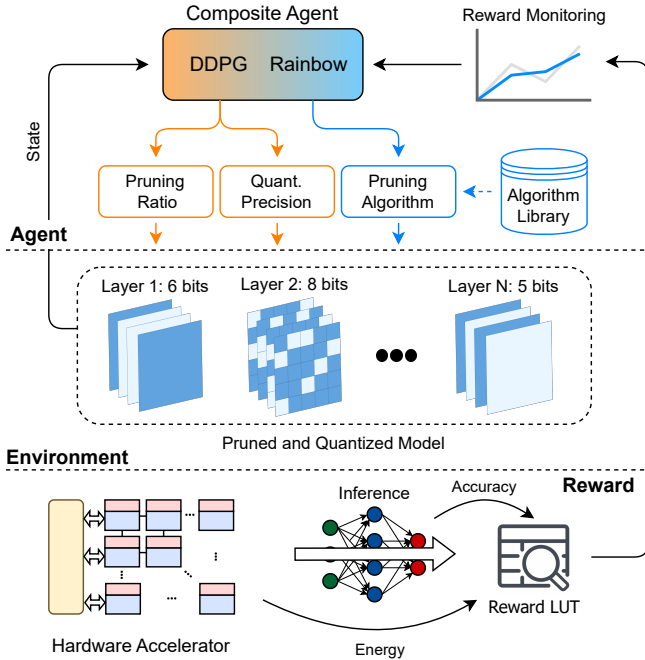 Composite Agent
Reward Monitoring
DDPG Rainbow
State
Pruning
Ratio
Quant.
Precision
Pruning
Algorithm
Algorithm
Library
Agent
Layer 1: 6 bits
Layer 2: 8 bits
Layer N: 5 bits
Pruned and Quantized Model
Environment
Reward
Inference
Accuracy
Reward LUT
Hardware Accelerator
Energy